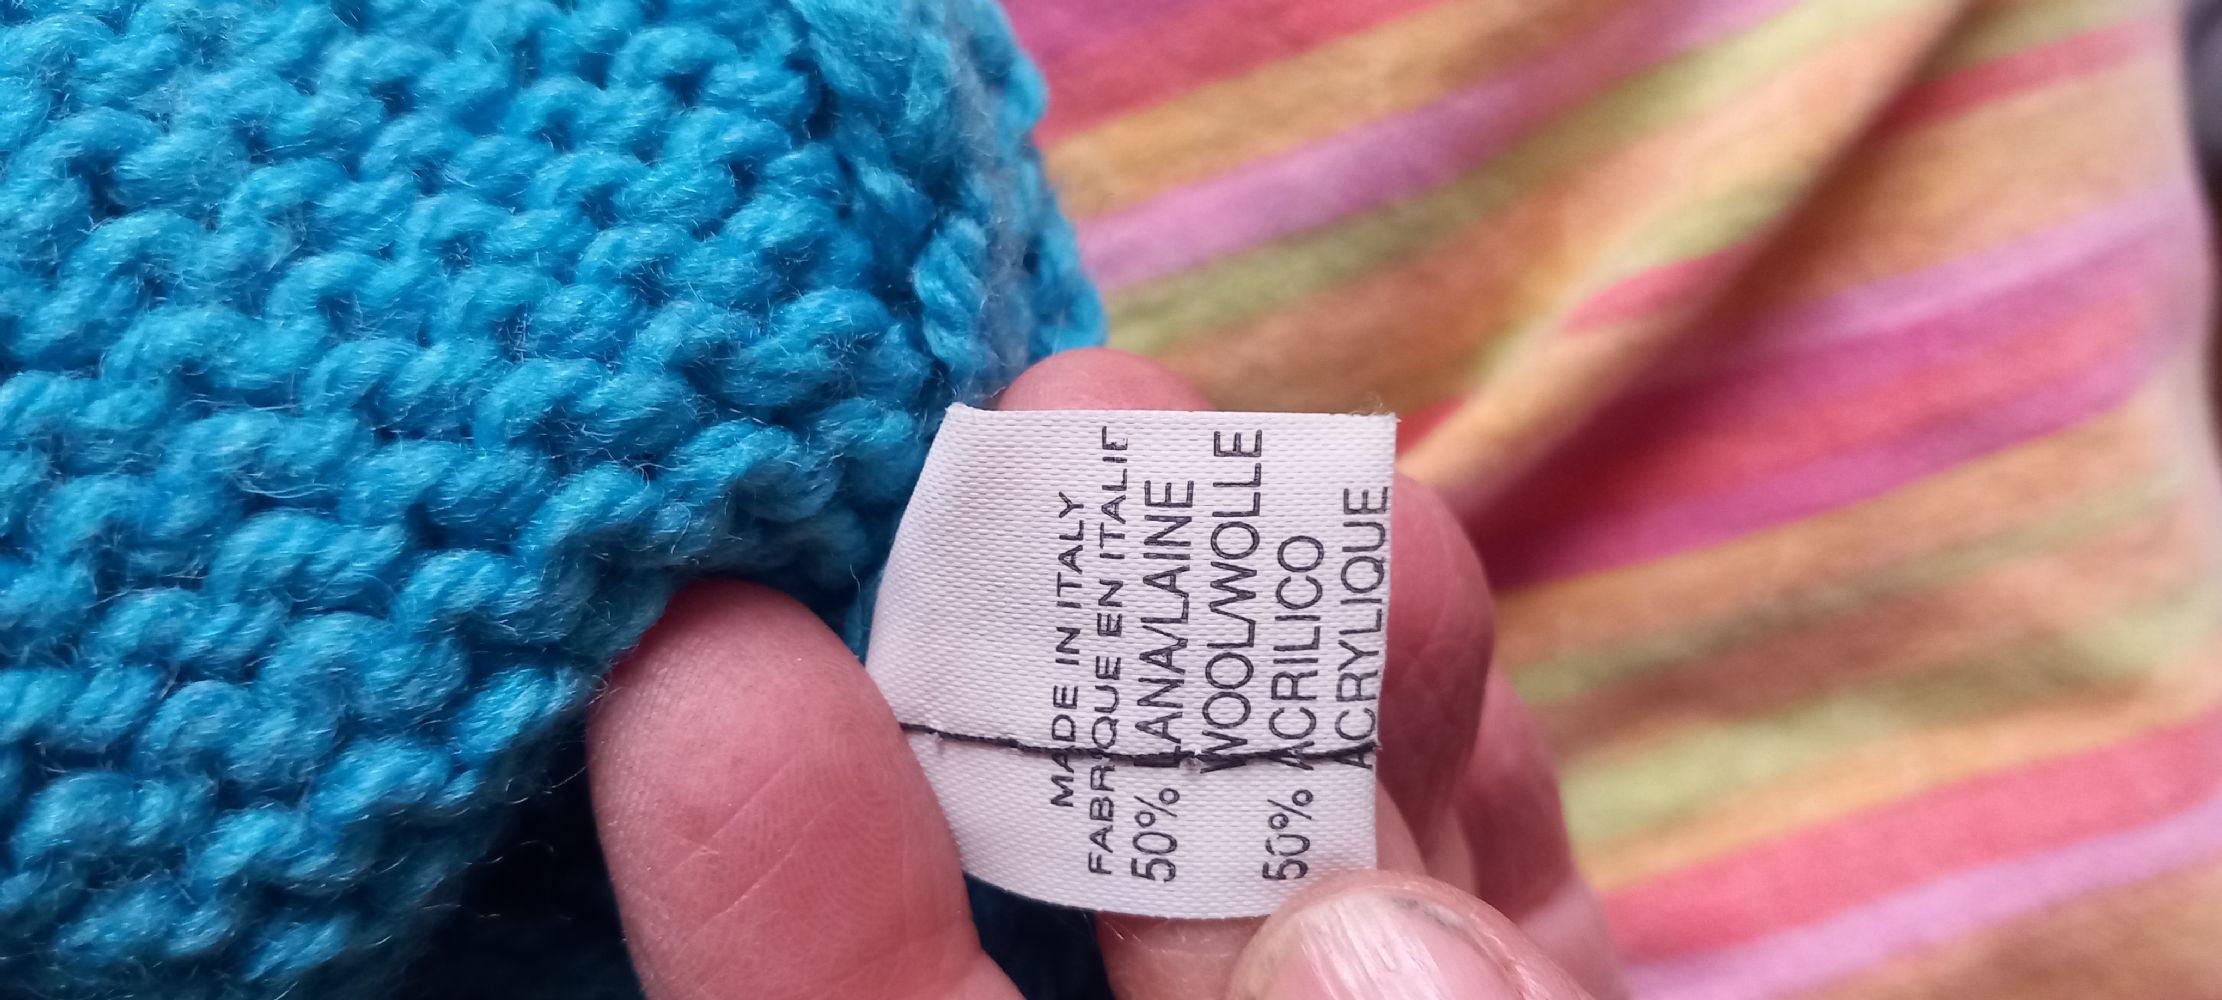 MADE IN ITALY
FABRIQUE EN ITALIE
50% LANA/LAINE
WOOL/WOLLE
50% ACRILICO
ACRYLIQUE